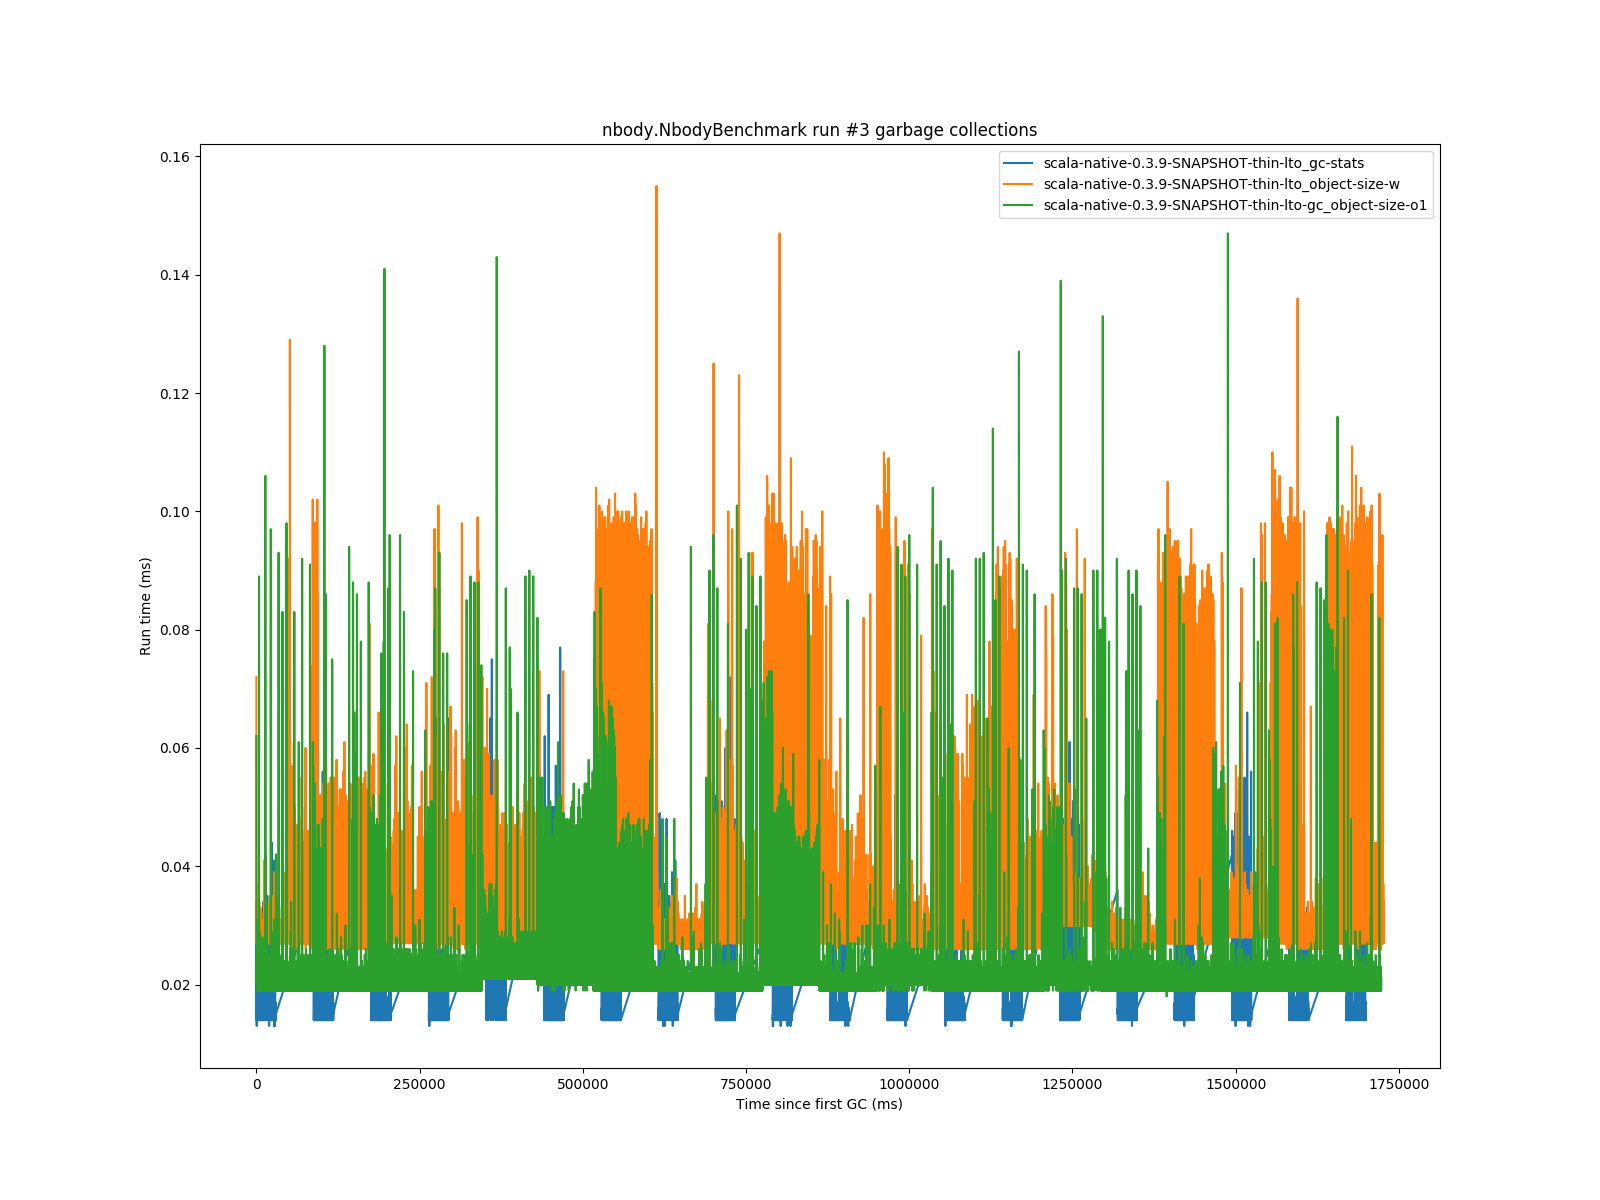 nbody.NbodyBenchmark run #3 garbage collections
scala-native-0.3.9-SNAPSHOT-thin-lto_gc-stats
scala-native-0.3.9-SNAPSHOT-thin-lto_object-size-w
scala-native-0.3.9-SNAPSHOT-thin-lto-gc_object-size-o1
0.16
0.14
0.12
0.10
0.08
0.06
0.04
0.02
Run time (ms)
0 250000 500000 750000 1000000 1250000 1500000 1750000
Time since first GC (ms)